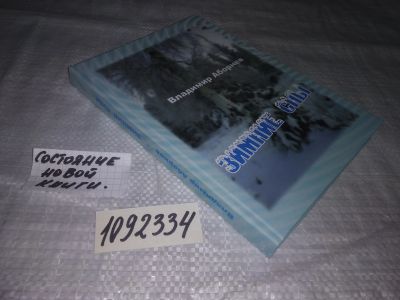 Владимир Аборнев
ЗИМНИЕ СНЫ
СОСТОЯНИЕ
НОВОЙ
КНИГИ.
1092334